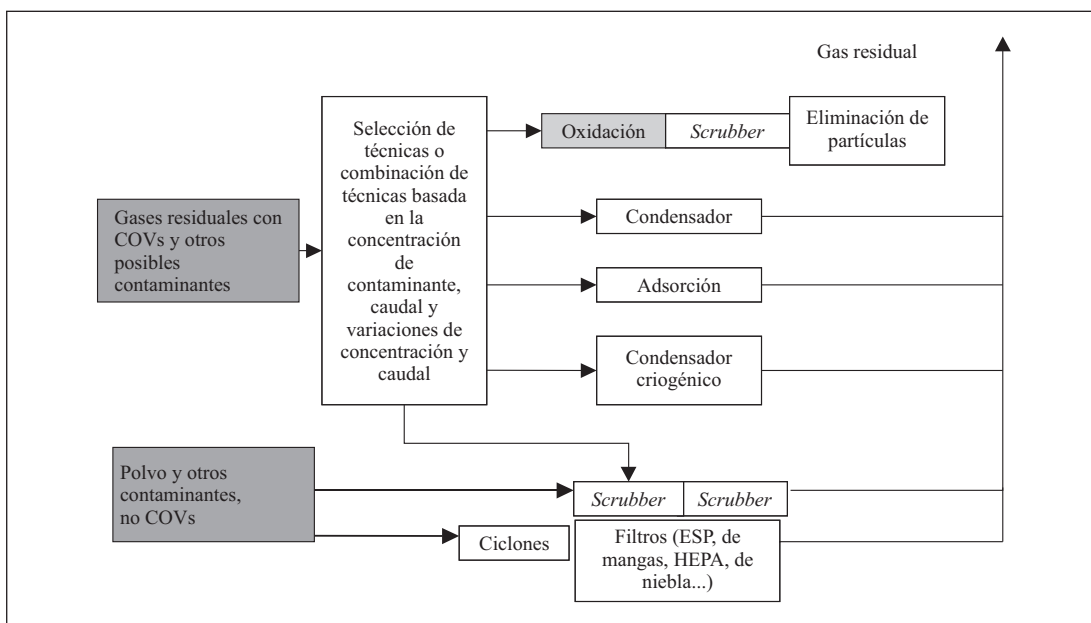 Gas residual
Selección de
técnicas o
combinación de
técnicas basada
en la
concentración
de
contaminante,
caudal y
variaciones de
concentración y
caudal
Oxidación
Scrubber
Eliminación de
partículas
Gases residuales con
COVs y otros
posibles
contaminantes
Condensador
Adsorción
Condensador
criogénico
Polvo y otros
contaminantes,
no COVs
Scrubber
Scrubber
Ciclones
Filtros (ESP, de
mangas, HEPA, de
niebla...)